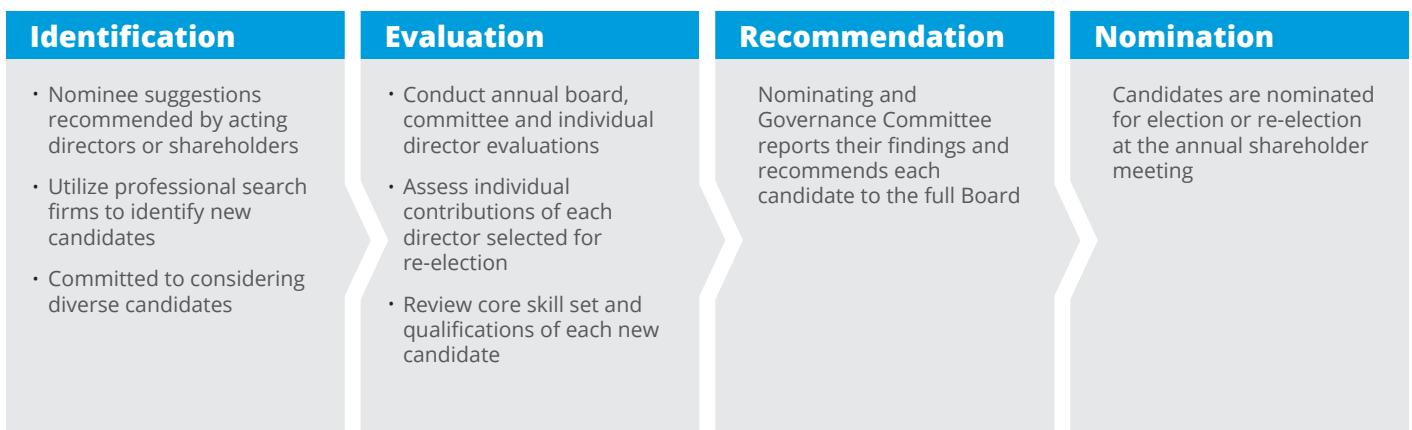 Identification
• Nominee suggestions
recommended by acting
directors or shareholders
• Utilize professional search
firms to identify new
candidates
• Committed to considering
diverse candidates
Evaluation
• Conduct annual board,
committee and individual
director evaluations
• Assess individual
contributions of each
director selected for
re-election
• Review core skill set and
qualifications of each new
candidate
Recommendation
Nominating and
Governance Committee
reports their findings and
recommends each
candidate to the full Board
Nomination
Candidates are nominated
for election or re-election
at the annual shareholder
meeting